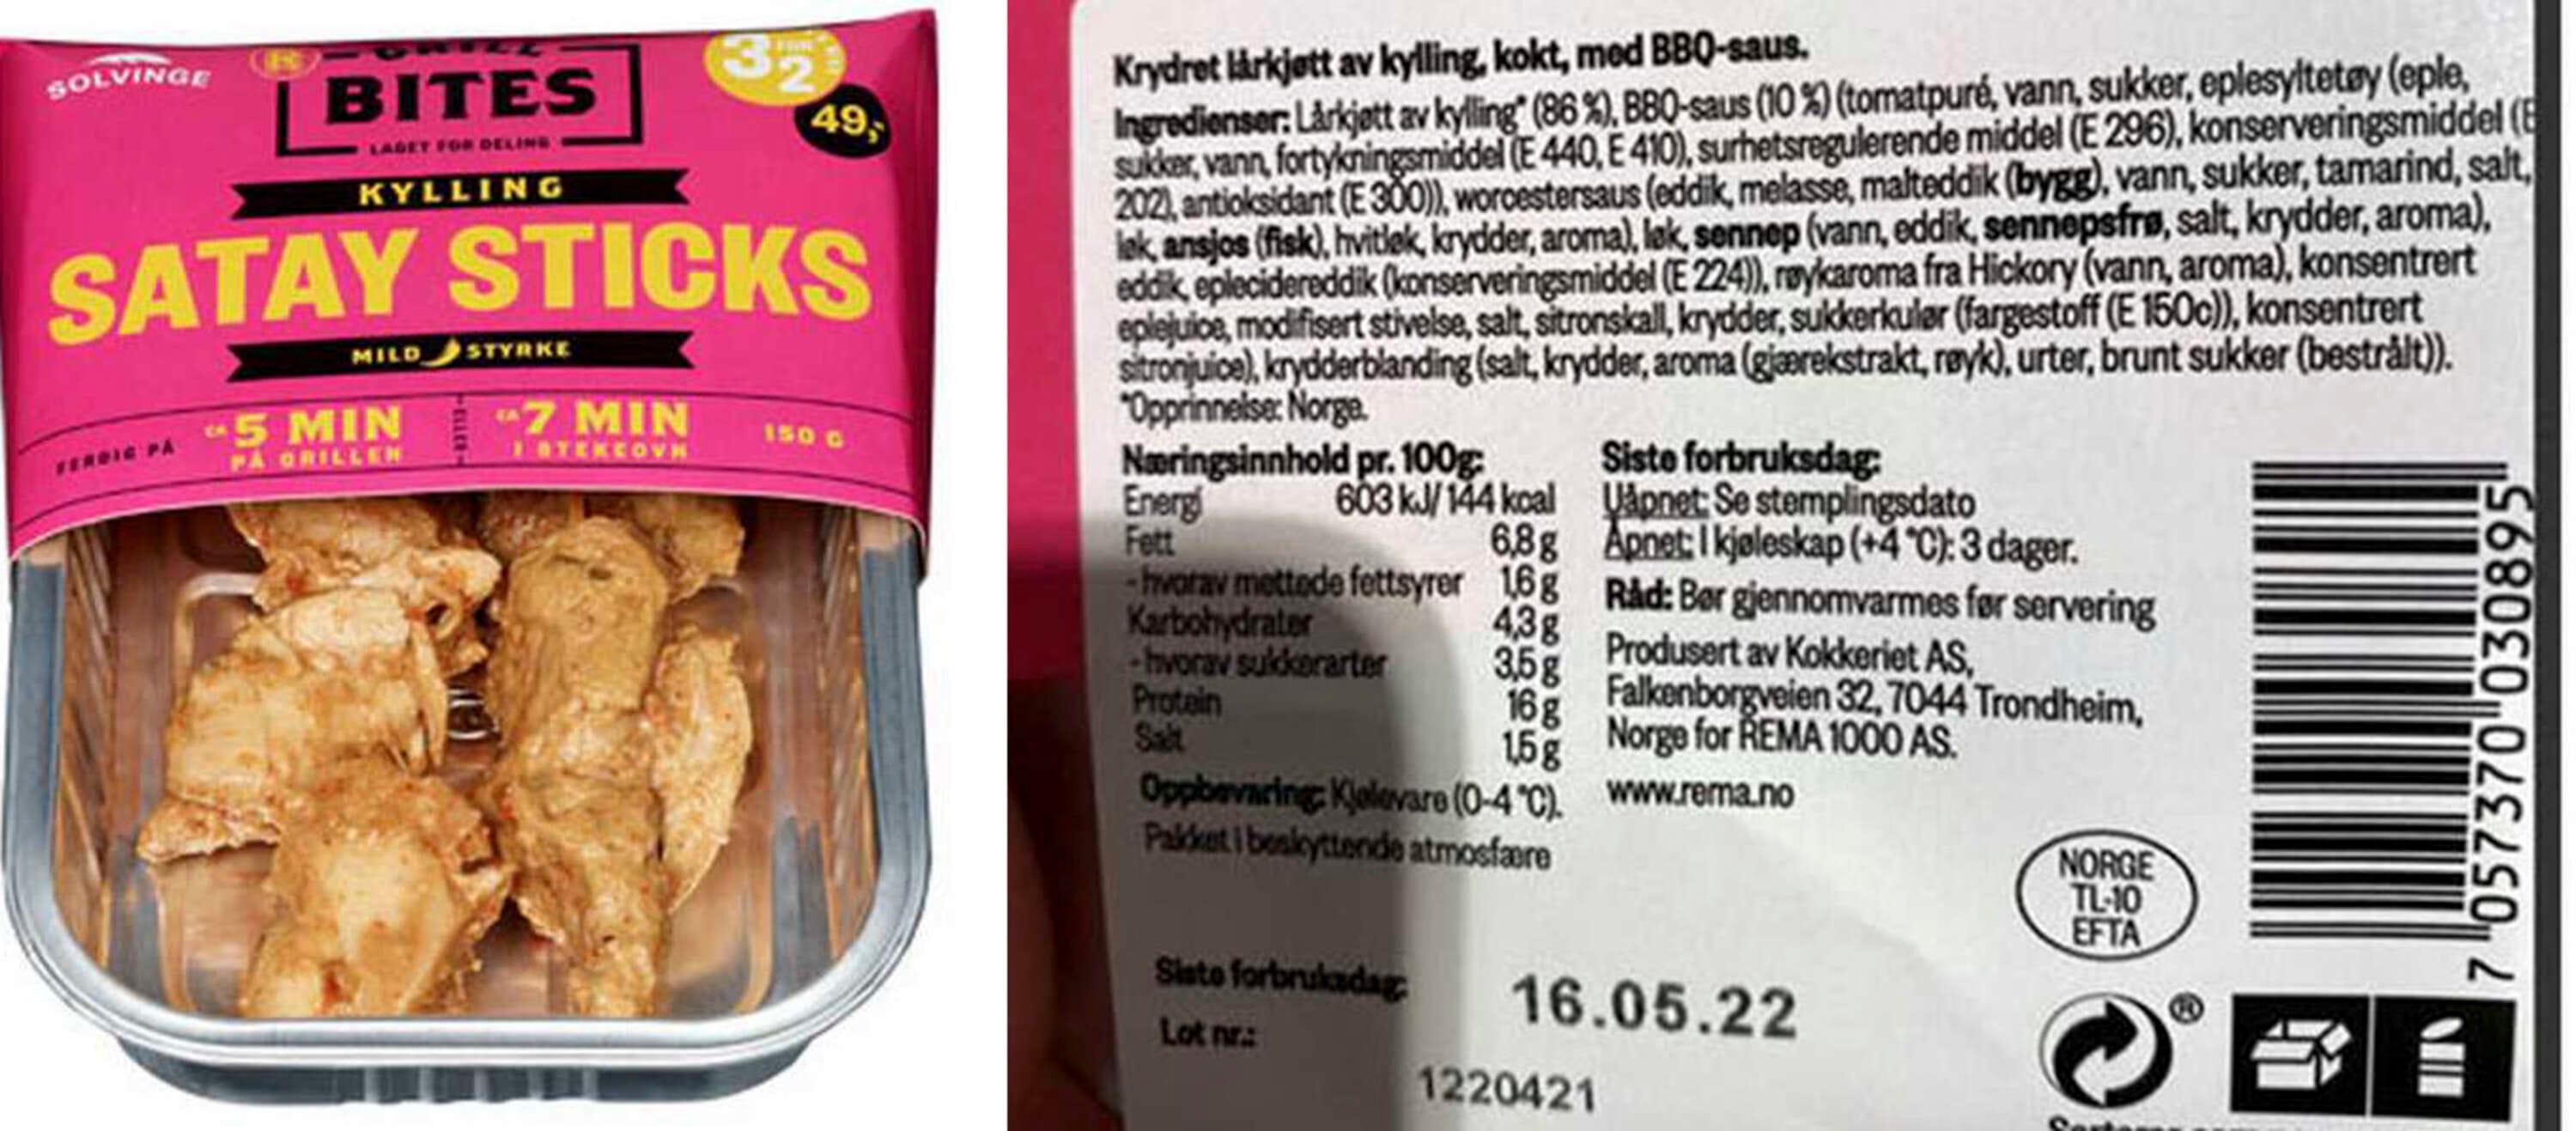 SOLVINGE
GRILL
BITES
LAGET FOR DELING
3 FOR 2
49,-
KYLLING
SATAY STICKS
MILD STYRKE
FERDIG PÅ
CA 5 MIN
PÅ GRILLEN
ELLER
CA 7 MIN
I STEKEOVN
150 G
Krydret lårkjøtt av kylling, kokt, med BBQ-saus.
Ingredienser: Lårkjøtt av kylling* (86 %), BBQ-saus (10 %) (tomatpuré, vann, sukker, eplesyltetøy (eple,
sukker, vann, fortykningsmiddel (E 440, E 410), surhetsregulerende middel (E 296), konserveringsmiddel (E
202), antioksidant (E 300)), worcestersaus (eddik, melasse, malteddik (bygg), vann, sukker, tamarind, salt,
løk, ansjos (fisk), hvitløk, krydder, aroma), løk, sennep (vann, eddik, sennepsfrø, salt, krydder, aroma),
eddik, eplecidereddik (konserveringsmiddel (E 224)), røykaroma fra Hickory (vann, aroma), konsentrert
eplejuice, modifisert stivelse, salt, sitronskall, krydder, sukkerkulør (fargestoff (E 150c)), konsentrert
sitronjuice), krydderblanding (salt, krydder, aroma (gjærekstrakt, røyk), urter, brunt sukker (bestrålt)).
*Opprinnelse: Norge.
Næringsinnhold pr. 100g:
Energi 603 kJ/ 144 kcal
Fett 6,8 g
- hvorav mettede fettsyrer 1,6 g
Karbohydrater 4,3 g
- hvorav sukkerarter 3,5 g
Protein 16 g
Salt 1,5 g
Oppbevaring: Kjølevare (0-4 °C).
Pakket i beskyttende atmosfære
Siste forbruksdag:
Uåpnet: Se stemplingsdato
Åpnet: I kjøleskap (+4 °C): 3 dager.
Råd: Bør gjennomvarmes før servering
Produsert av Kokkeriet AS,
Falkenborgveien 32, 7044 Trondheim,
Norge for REMA 1000 AS.
www.rema.no
7 057370 030895
NORGE
TL-10
EFTA
Siste forbruksdag: 16.05.22
Lot nr.:
1220421
®